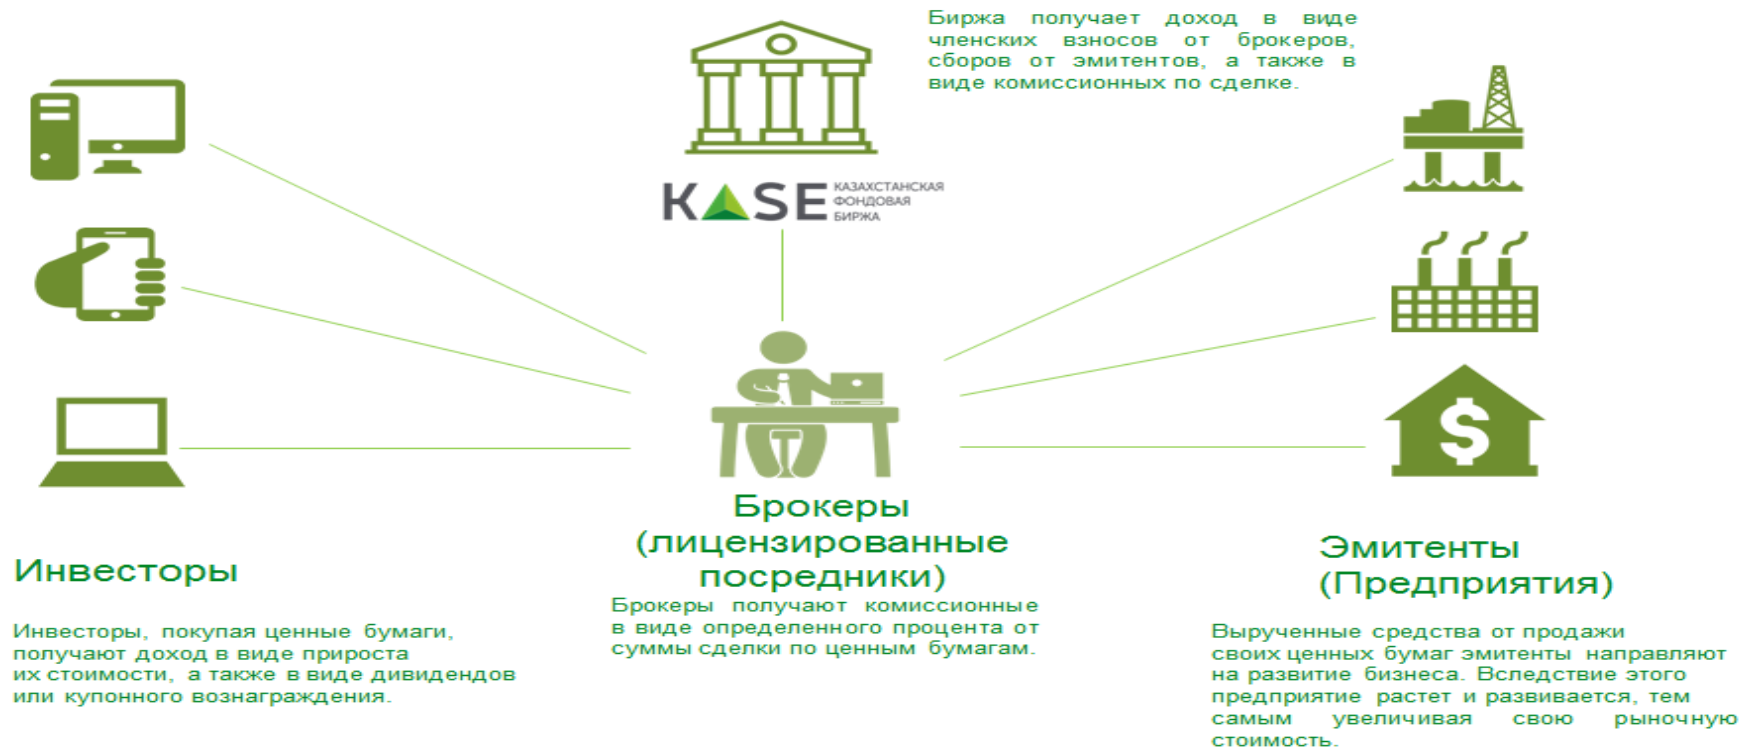 Биржа получает доход в виде
членских взносов от брокеров,
сборов от эмитентов, а также в
виде комиссионных по сделке.
KASE
КАЗАХСТАНСКАЯ
ФОНДОВАЯ
БИРЖА
$
Инвесторы
Инвесторы, покупая ценные бумаги,
получают доход в виде прироста
их стоимости, а также в виде дивидендов
или купонного вознаграждения.
Брокеры
(лицензированные
посредники)
Брокеры получают комиссионные
в виде определенного процента от
суммы сделки по ценным бумагам.
Эмитенты
(Предприятия)
Вырученные средства от продажи
своих ценных бумаг эмитенты направляют
на развитие бизнеса. Вследствие этого
предприятие растет и развивается, тем
самым увеличивая свою рыночную
стоимость.